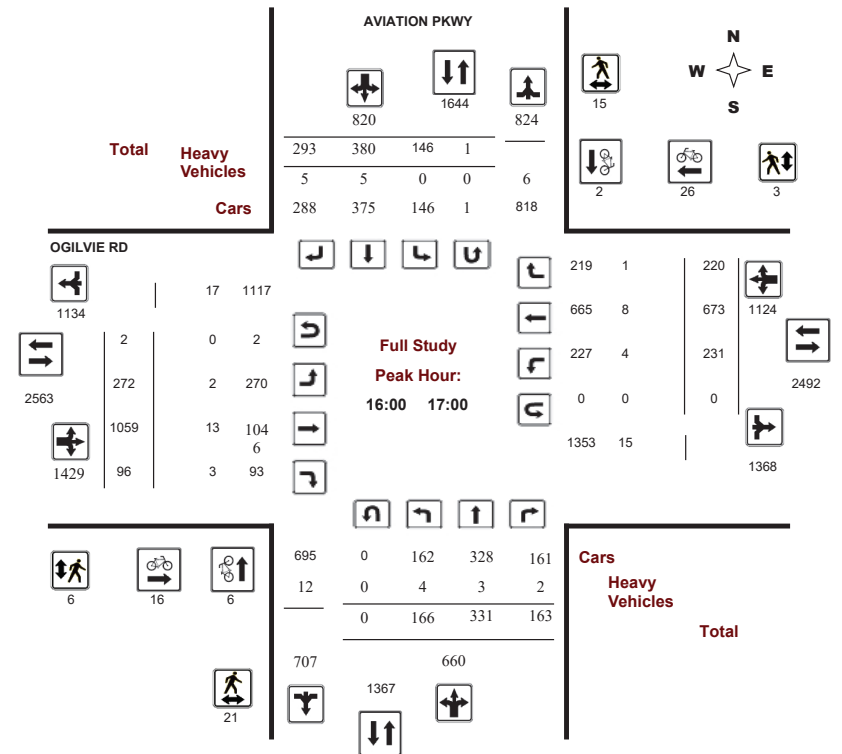 AVIATION PKWY
N
W E
S
820
1644
824
15
Total
Heavy
Vehicles
Cars
293 380 146 1
5 5 0 0 6
288 375 146 1 818
2 26 3
OGILVIE RD
1134
17 1117
2563
2 0 2
272 2 270
1059 13 104
6
1429
96 3 93
Full Study
Peak Hour:
16:00 17:00
219 1 220
665 8 673
1124
227 4 231
2492
0 0 0
1353 15
1368
695 0 162 328 161
12 0 4 3 2
0 166 331 163
707 660
1367
6 16 6
21
Cars
Heavy
Vehicles
Total